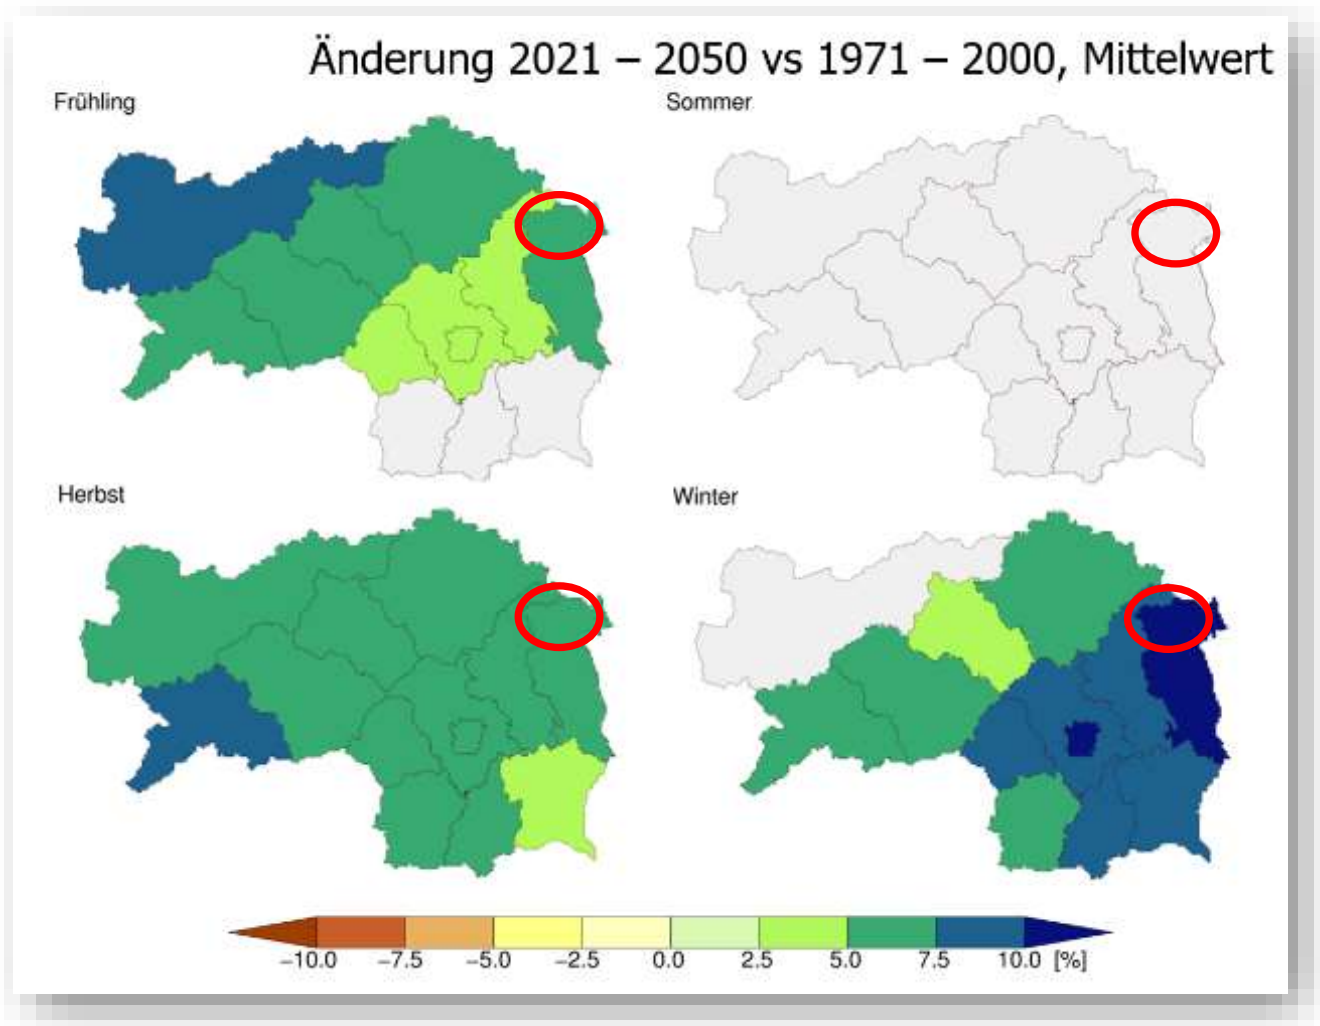 Änderung 2021 – 2050 vs 1971 – 2000, Mittelwert
Frühling
Sommer
Herbst
Winter
−10.0 −7.5 −5.0 −2.5 0.0 2.5 5.0 7.5 10.0 [%]